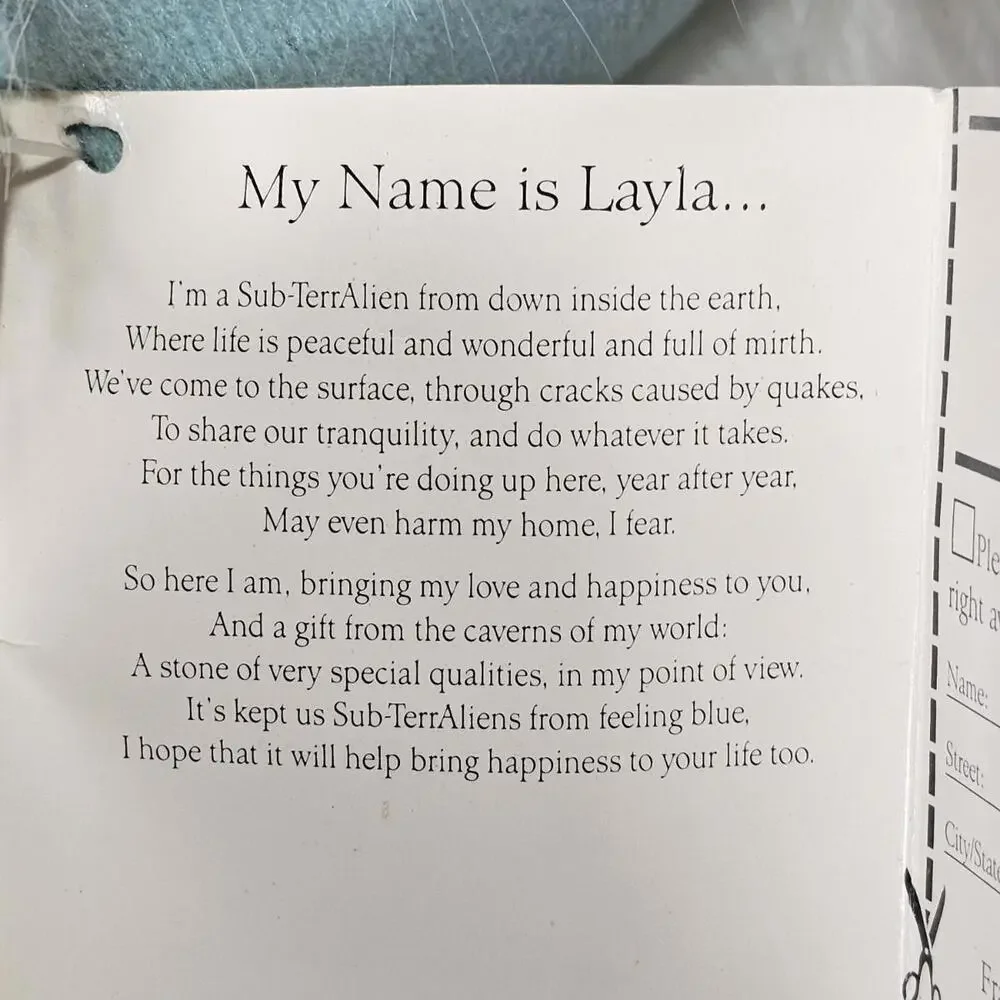 My Name is Layla...
I'm a Sub-TerrAlien from down inside the earth,
Where life is peaceful and wonderful and full of mirth.
We've come to the surface, through cracks caused by quakes,
To share our tranquility, and do whatever it takes.
For the things you're doing up here, year after year,
May even harm my home, I fear.
So here I am, bringing my love and happiness to you,
And a gift from the caverns of my world:
A stone of very special qualities, in my point of view.
It's kept us Sub-TerrAliens from feeling blue,
I hope that it will help bring happiness to your life too.
right
Name:
Street:
City/State